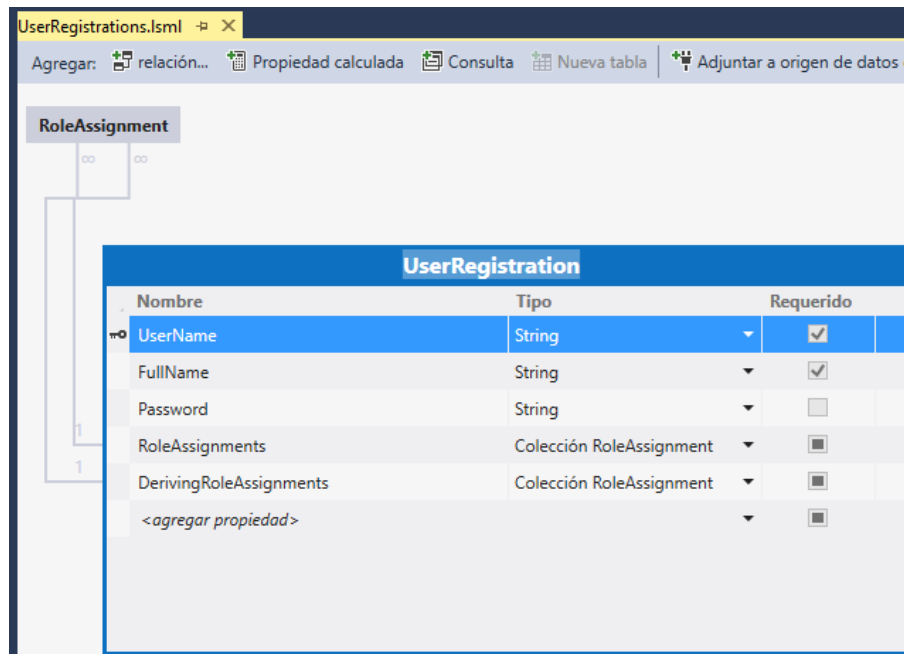 UserRegistrations.lsml
Agregar: relación... Propiedad calculada Consulta Nueva tabla Adjuntar a origen de datos
RoleAssignment
∞ ∞
UserRegistration
Nombre Tipo Requerido
UserName String
FullName String
Password String
1
RoleAssignments Colección RoleAssignment
1
DerivingRoleAssignments Colección RoleAssignment
<agregar propiedad>